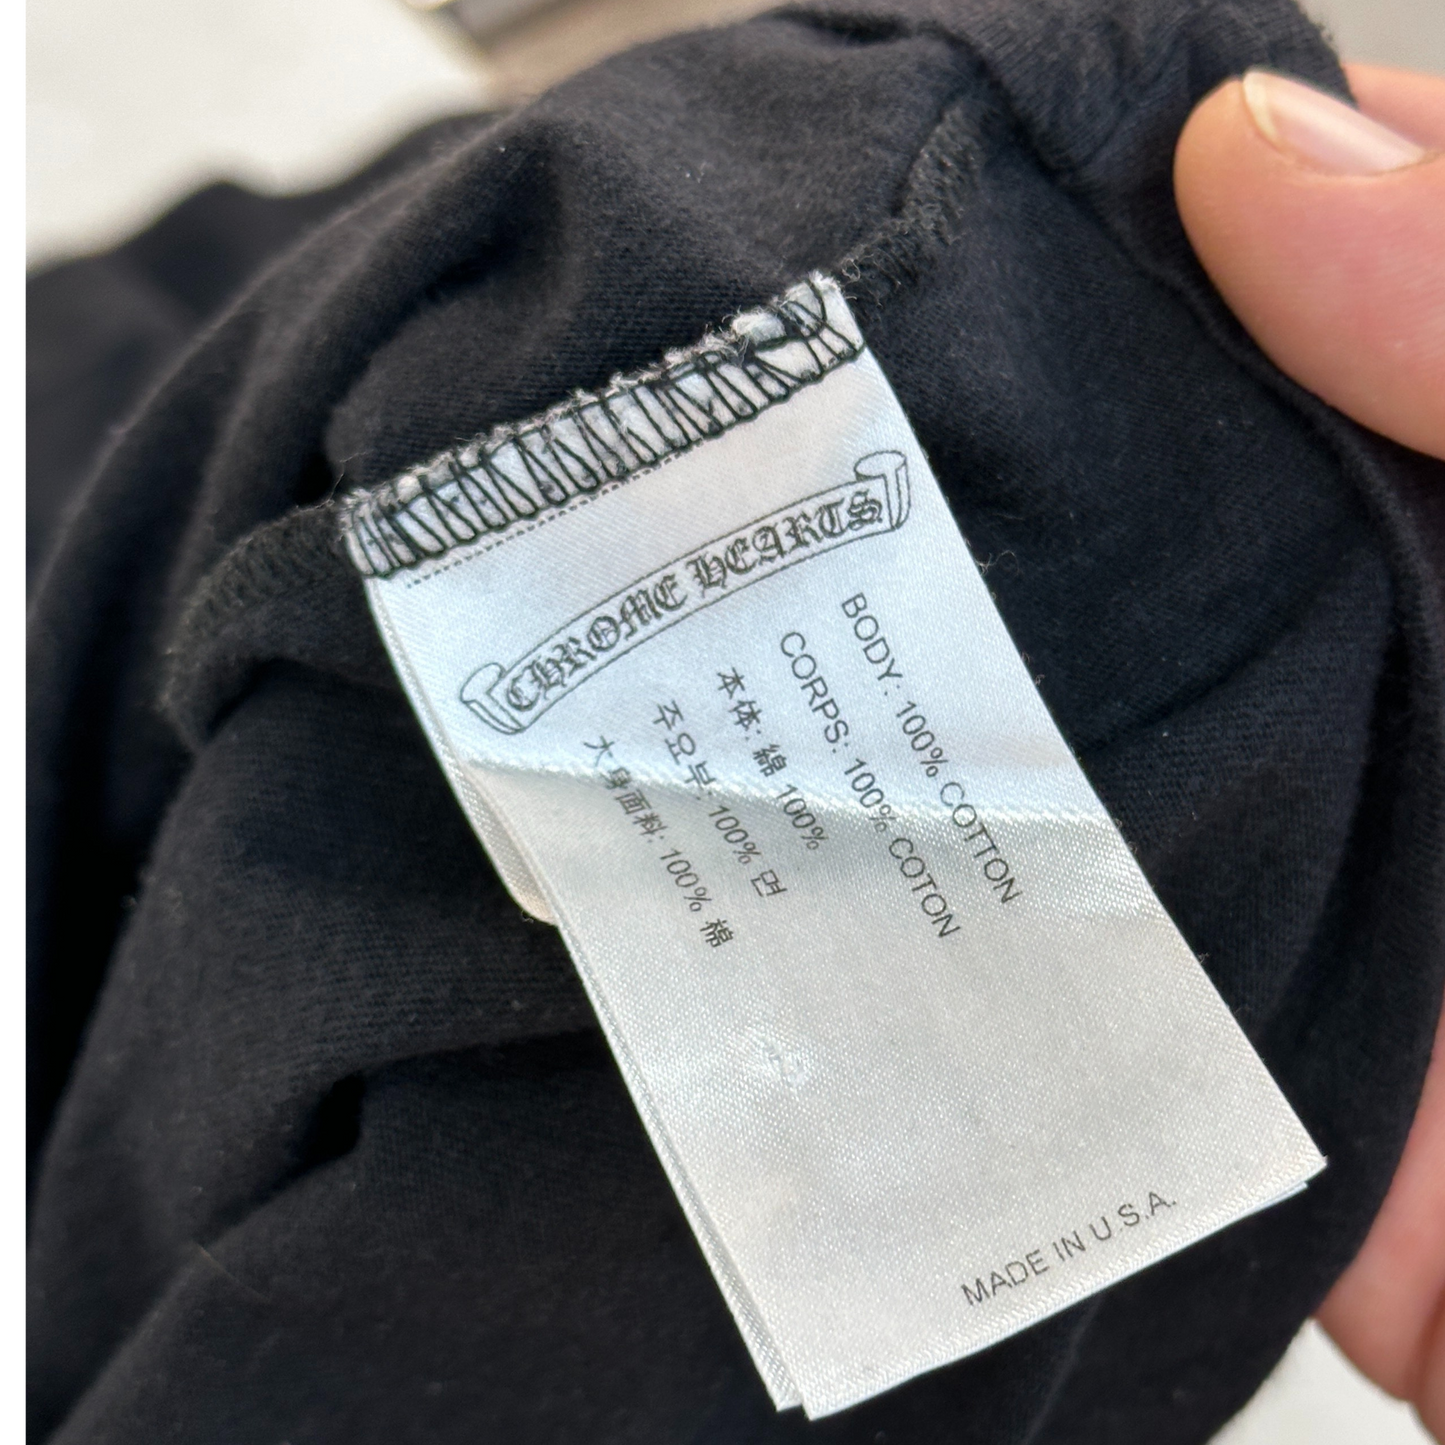 CHROME HEARTS
BODY: 100% COTTON
CORPS: 100% COTON
本体: 綿 100%
주요부: 100% 면
大身面料: 100% 棉
MADE IN U.S.A.